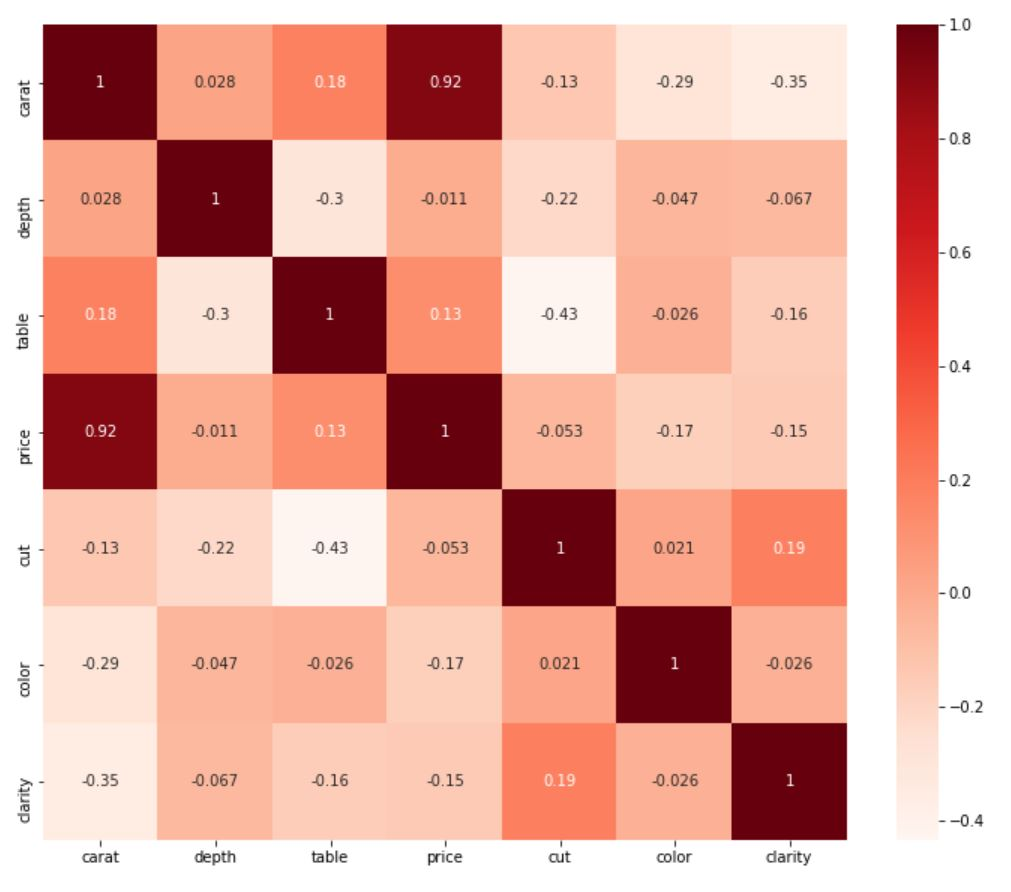 1.0
carat 1 0.028 0.18 0.92 -0.13 -0.29 -0.35
0.8
depth 0.028 1 -0.3 -0.011 -0.22 -0.047 -0.067
0.6
table 0.18 -0.3 1 0.13 -0.43 -0.026 -0.16
0.4
price 0.92 -0.011 0.13 1 -0.053 -0.17 -0.15
0.2
cut -0.13 -0.22 -0.43 -0.053 1 0.021 0.19
0.0
color -0.29 -0.047 -0.026 -0.17 0.021 1 -0.026
−0.2
clarity -0.35 -0.067 -0.16 -0.15 0.19 -0.026 1
−0.4
carat depth table price cut color clarity